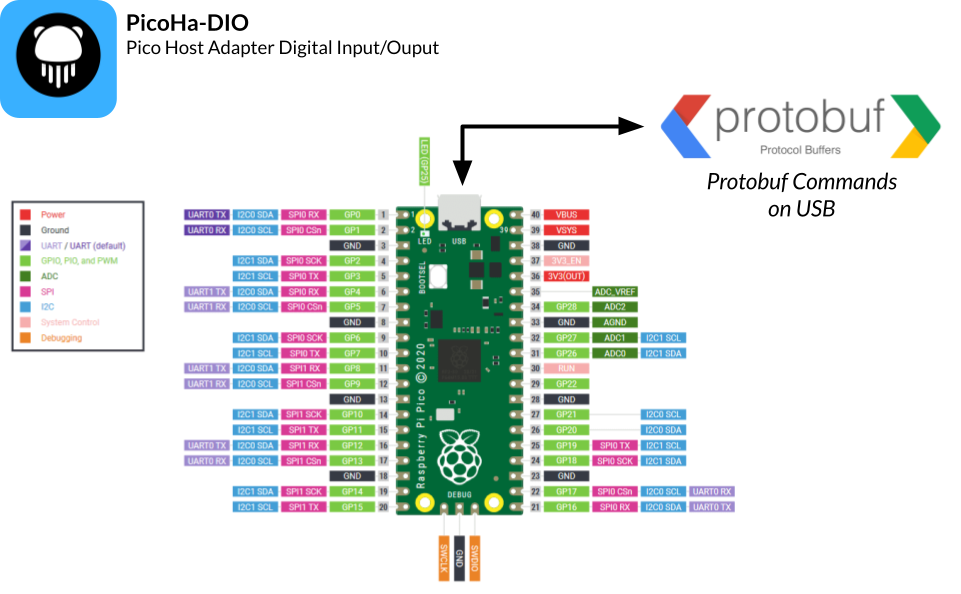 PicoHa-DIO
Pico Host Adapter Digital Input/Ouput
protobuf
Protocol Buffers
Protobuf Commands
on USB
LED (GP25)
Power
Ground
UART / UART (default)
GPIO, PIO, and PWM
ADC
SPI
I2C
System Control
Debugging
UART0 TX I2C0 SDA SPI0 RX GP0 1
UART0 RX I2C0 SCL SPI0 CSn GP1 2
GND 3
I2C1 SDA SPI0 SCK GP2 4
I2C1 SCL SPI0 TX GP3 5
UART1 TX I2C0 SDA SPI0 RX GP4 6
UART1 RX I2C0 SCL SPI0 CSn GP5 7
GND 8
I2C1 SDA SPI0 SCK GP6 9
I2C1 SCL SPI0 TX GP7 10
UART1 TX I2C0 SDA SPI1 RX GP8 11
UART1 RX I2C0 SCL SPI1 CSn GP9 12
GND 13
I2C1 SDA SPI1 SCK GP10 14
I2C1 SCL SPI1 TX GP11 15
UART0 TX I2C0 SDA SPI1 RX GP12 16
UART0 RX I2C0 SCL SPI1 CSn GP13 17
GND 18
I2C1 SDA SPI1 SCK GP14 19
I2C1 SCL SPI1 TX GP15 20
1
2
39
LED
USB
BOOTSEL
Raspberry Pi Pico © 2020
DEBUG
40 VBUS
39 VSYS
38 GND
37 3V3_EN
36 3V3(OUT)
35 ADC_VREF
34 GP28 ADC2
33 GND AGND
32 GP27 ADC1 I2C1 SCL
31 GP26 ADC0 I2C1 SDA
30 RUN
29 GP22
28 GND
27 GP21 I2C0 SCL
26 GP20 I2C0 SDA
25 GP19 SPI0 TX I2C1 SCL
24 GP18 SPI0 SCK I2C1 SDA
23 GND
22 GP17 SPI0 CSn I2C0 SCL UART0 RX
21 GP16 SPI0 RX I2C0 SDA UART0 TX
SWCLK
GND
SWDIO